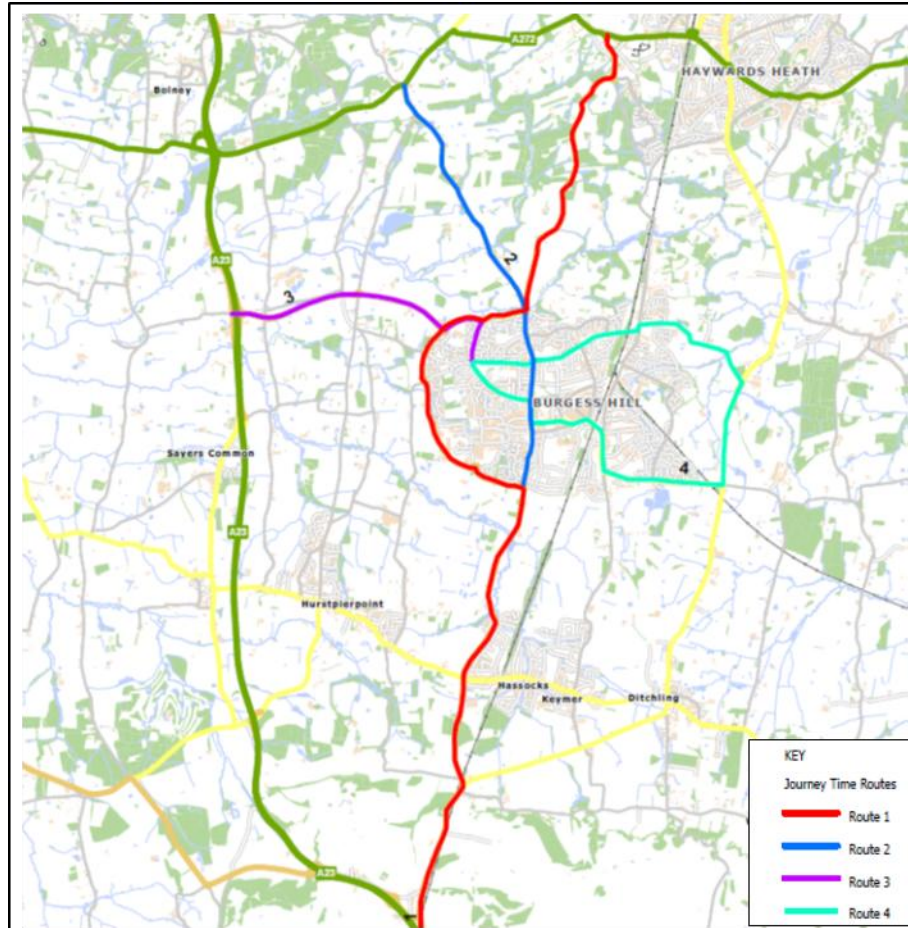 A272
HAYWARDS HEATH
Bolney
A23
2
3
BURGESS HILL
Sayers Common
4
A23
Hurstpierpoint
Hassocks
Keymer
Ditchling
A23
1
KEY
Journey Time Routes
Route 1
Route 2
Route 3
Route 4